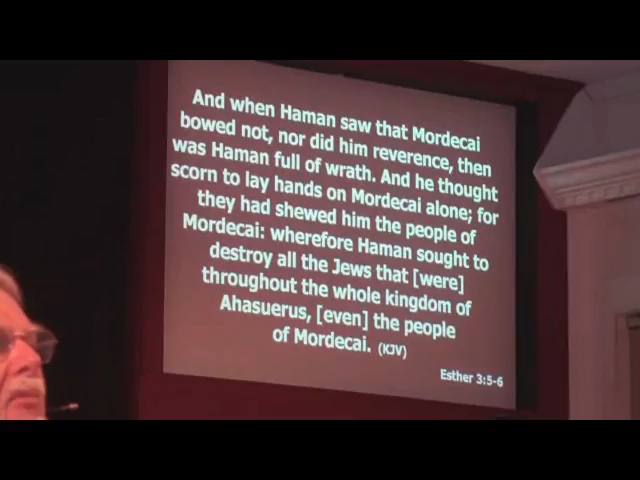 And when Haman saw that Mordecai
bowed not, nor did him reverence, then
was Haman full of wrath. And he thought
scorn to lay hands on Mordecai alone; for
they had shewed him the people of
Mordecai: wherefore Haman sought to
destroy all the Jews that [were]
throughout the whole kingdom of
Ahasuerus, [even] the people
of Mordecai. (KJV)
Esther 3:5-6